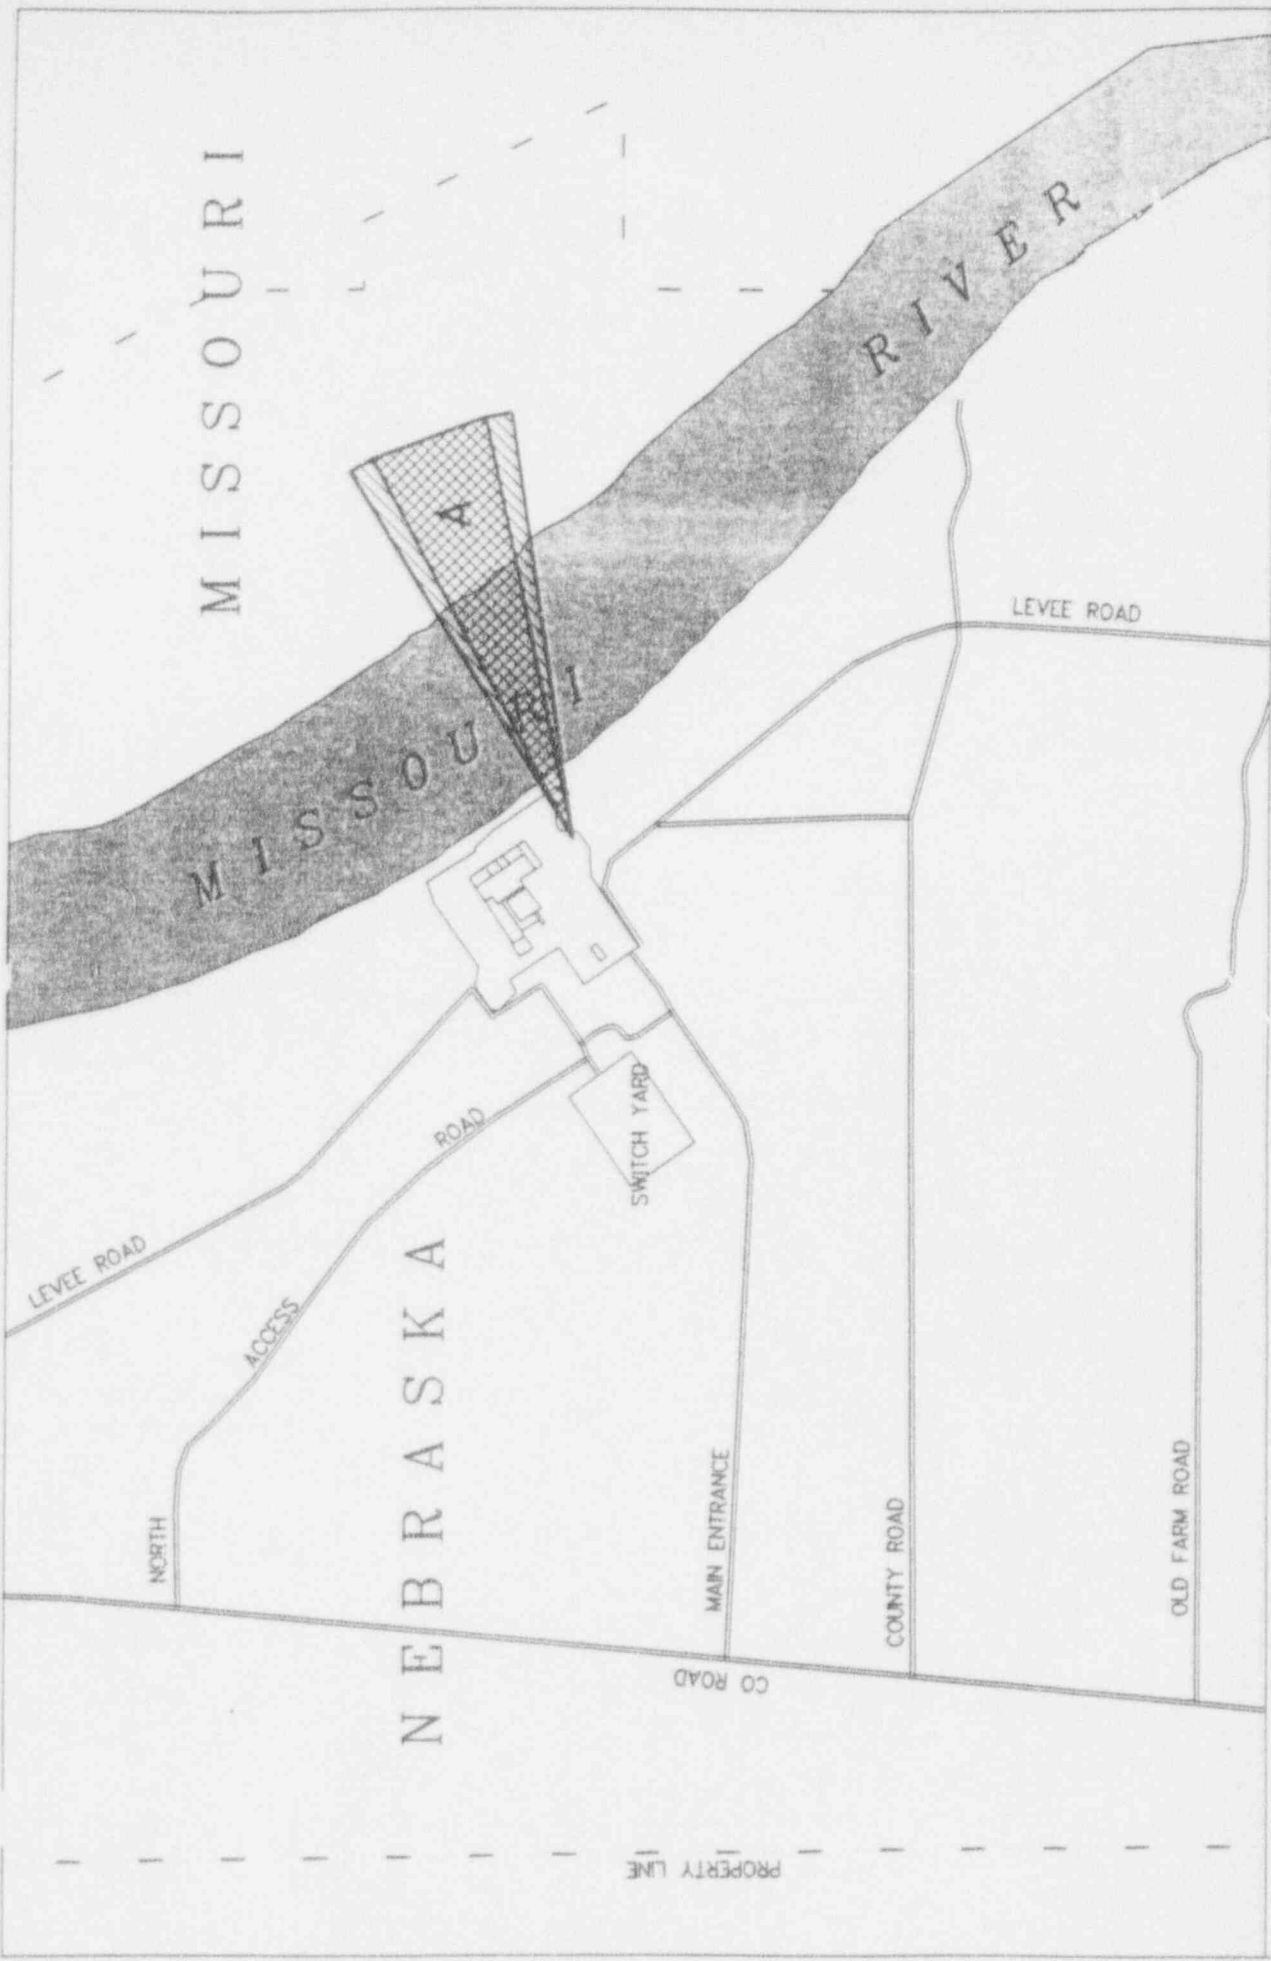 MISSOURI
A
MISSOURI RIVER
LEVEE ROAD
LEVEE ROAD
NORTH ACCESS ROAD
SWITCH YARD
NEBRASKA
MAIN ENTRANCE
COUNTY ROAD
OLD FARM ROAD
CO ROAD
PROPERTY LINE